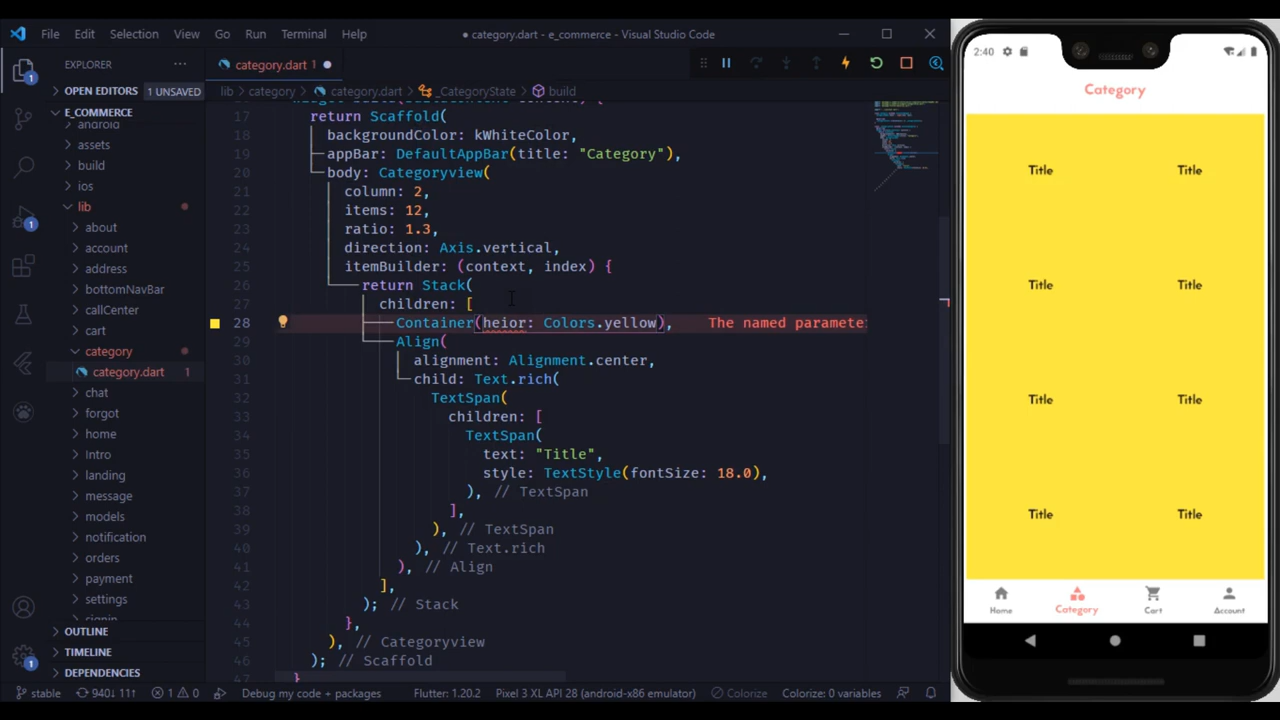 File Edit Selection View Go Run Terminal Help
● category.dart - e_commerce - Visual Studio Code
EXPLORER
OPEN EDITORS 1 UNSAVED
E_COMMERCE
android
assets
build
ios
lib
about
account
address
bottomNavBar
callCenter
cart
category
category.dart 1
chat
forgot
home
Intro
landing
message
models
notification
orders
payment
settings
OUTLINE
TIMELINE
DEPENDENCIES
1
1
1
category.dart 1 ●
lib > category > category.dart > _CategoryState > build
17 return Scaffold(
18 backgroundColor: kWhiteColor,
19 appBar: DefaultAppBar(title: "Category"),
20 body: Categoryview(
21 column: 2,
22 items: 12,
23 ratio: 1.3,
24 direction: Axis.vertical,
25 itemBuilder: (context, index) {
26 return Stack(
27 children: [
28 Container(heior: Colors.yellow), The named paramete
29 Align(
30 alignment: Alignment.center,
31 child: Text.rich(
32 TextSpan(
33 children: [
34 TextSpan(
35 text: "Title",
36 style: TextStyle(fontSize: 18.0),
37 ), // TextSpan
38 ],
39 ), // TextSpan
40 ), // Text.rich
41 ), // Align
42 ],
43 ); // Stack
44 },
45 ), // Categoryview
46 ); // Scaffold
47 }
stable 940↓ 11↑ 1 0 Debug my code + packages Flutter: 1.20.2 Pixel 3 XL API 28 (android-x86 emulator) Colorize Colorize: 0 variables
2:40
Category
Title Title
Title Title
Title Title
Title Title
Home Category Cart Account